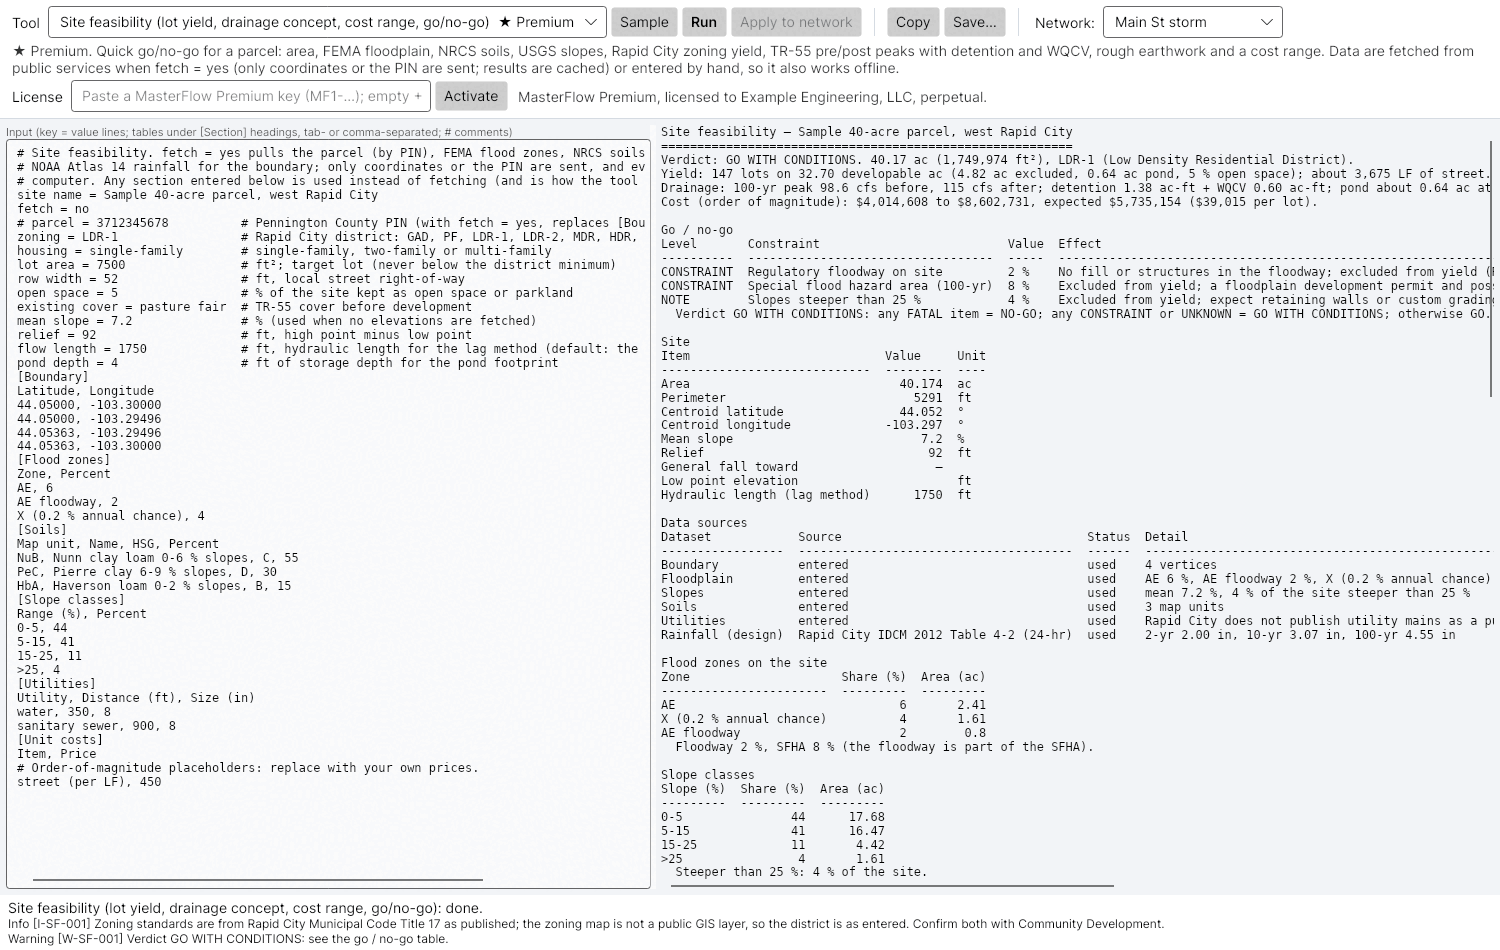 Tool Site feasibility (lot yield, drainage concept, cost range, go/no-go) ★ Premium Sample Run Apply to network Copy Save... Network: Main St storm
★ Premium. Quick go/no-go for a parcel: area, FEMA floodplain, NRCS soils, USGS slopes, Rapid City zoning yield, TR-55 pre/post peaks with detention and WQCV, rough earthwork and a cost range. Data are fetched from
public services when fetch = yes (only coordinates or the PIN are sent; results are cached) or entered by hand, so it also works offline.
License Paste a MasterFlow Premium key (MF1-...); empty + Activate MasterFlow Premium, licensed to Example Engineering, LLC, perpetual.
Input (key = value lines; tables under [Section] headings, tab- or comma-separated; # comments)
# Site feasibility. fetch = yes pulls the parcel (by PIN), FEMA flood zones, NRCS soils
# NOAA Atlas 14 rainfall for the boundary; only coordinates or the PIN are sent, and ev
# computer. Any section entered below is used instead of fetching (and is how the tool
site name = Sample 40-acre parcel, west Rapid City
fetch = no
# parcel = 3712345678 # Pennington County PIN (with fetch = yes, replaces [Bou
zoning = LDR-1 # Rapid City district: GAD, PF, LDR-1, LDR-2, MDR, HDR,
housing = single-family # single-family, two-family or multi-family
lot area = 7500 # ft²; target lot (never below the district minimum)
row width = 52 # ft, local street right-of-way
open space = 5 # % of the site kept as open space or parkland
existing cover = pasture fair # TR-55 cover before development
mean slope = 7.2 # % (used when no elevations are fetched)
relief = 92 # ft, high point minus low point
flow length = 1750 # ft, hydraulic length for the lag method (default: the
pond depth = 4 # ft of storage depth for the pond footprint
[Boundary]
Latitude, Longitude
44.05000, -103.30000
44.05000, -103.29496
44.05363, -103.29496
44.05363, -103.30000
[Flood zones]
Zone, Percent
AE, 6
AE floodway, 2
X (0.2 % annual chance), 4
[Soils]
Map unit, Name, HSG, Percent
NuB, Nunn clay loam 0-6 % slopes, C, 55
PeC, Pierre clay 6-9 % slopes, D, 30
HbA, Haverson loam 0-2 % slopes, B, 15
[Slope classes]
Range (%), Percent
0-5, 44
5-15, 41
15-25, 11
>25, 4
[Utilities]
Utility, Distance (ft), Size (in)
water, 350, 8
sanitary sewer, 900, 8
[Unit costs]
Item, Price
# Order-of-magnitude placeholders: replace with your own prices.
street (per LF), 450
Site feasibility — Sample 40-acre parcel, west Rapid City
=========================================================
Verdict: GO WITH CONDITIONS. 40.17 ac (1,749,974 ft²), LDR-1 (Low Density Residential District).
Yield: 147 lots on 32.70 developable ac (4.82 ac excluded, 0.64 ac pond, 5 % open space); about 3,675 LF of street.
Drainage: 100-yr peak 98.6 cfs before, 115 cfs after; detention 1.38 ac-ft + WQCV 0.60 ac-ft; pond about 0.64 ac at
Cost (order of magnitude): $4,014,608 to $8,602,731, expected $5,735,154 ($39,015 per lot).
Go / no-go
Level Constraint Value Effect
CONSTRAINT Regulatory floodway on site 2 % No fill or structures in the floodway; excluded from yield
CONSTRAINT Special flood hazard area (100-yr) 8 % Excluded from yield; a floodplain development permit and pos
NOTE Slopes steeper than 25 % 4 % Excluded from yield; expect retaining walls or custom gradin
Verdict GO WITH CONDITIONS: any FATAL item = NO-GO; any CONSTRAINT or UNKNOWN = GO WITH CONDITIONS; otherwise GO.
Site
Item Value Unit
Area 40.174 ac
Perimeter 5291 ft
Centroid latitude 44.052 °
Centroid longitude -103.297 °
Mean slope 7.2 %
Relief 92 ft
General fall toward —
Low point elevation ft
Hydraulic length (lag method) 1750 ft
Data sources
Dataset Source Status Detail
Boundary entered used 4 vertices
Floodplain entered used AE 6 %, AE floodway 2 %, X (0.2 % annual chance)
Slopes entered used mean 7.2 %, 4 % of the site steeper than 25 %
Soils entered used 3 map units
Utilities entered used Rapid City does not publish utility mains as a pu
Rainfall (design) Rapid City IDCM 2012 Table 4-2 (24-hr) used 2-yr 2.00 in, 10-yr 3.07 in, 100-yr 4.55 in
Flood zones on the site
Zone Share (%) Area (ac)
AE 6 2.41
X (0.2 % annual chance) 4 1.61
AE floodway 2 0.8
Floodway 2 %, SFHA 8 % (the floodway is part of the SFHA).
Slope classes
Slope (%) Share (%) Area (ac)
0-5 44 17.68
5-15 41 16.47
15-25 11 4.42
>25 4 1.61
Steeper than 25 %: 4 % of the site.
Site feasibility (lot yield, drainage concept, cost range, go/no-go): done.
Info [I-SF-001] Zoning standards are from Rapid City Municipal Code Title 17 as published; the zoning map is not a public GIS layer, so the district is as entered. Confirm both with Community Development.
Warning [W-SF-001] Verdict GO WITH CONDITIONS: see the go / no-go table.